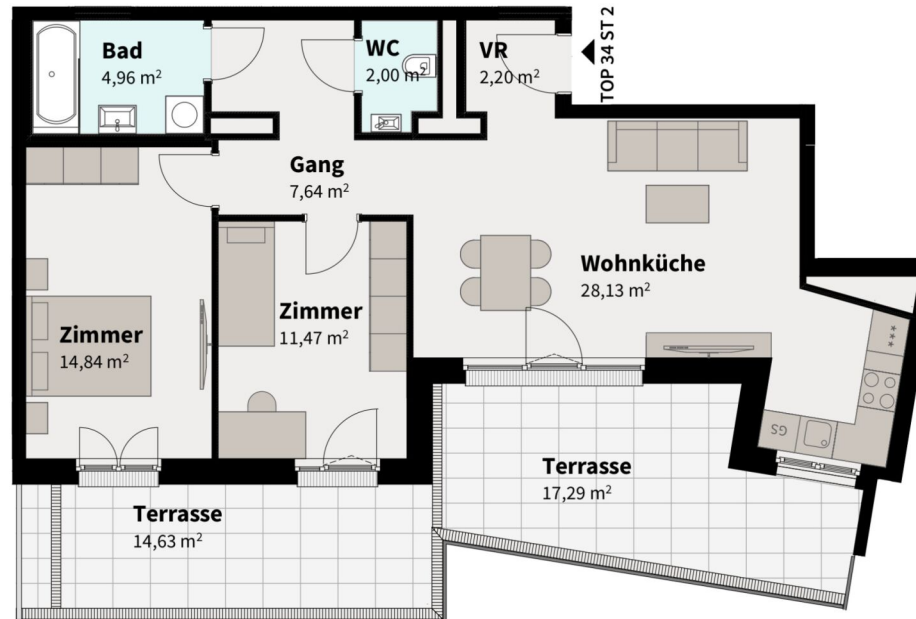 Bad
4,96 m²
WC
2,00 m²
VR
2,20 m²
TOP 34 ST 2
Gang
7,64 m²
Wohnküche
28,13 m²
Zimmer
14,84 m²
Zimmer
11,47 m²
***
GS
Terrasse
17,29 m²
Terrasse
14,63 m²